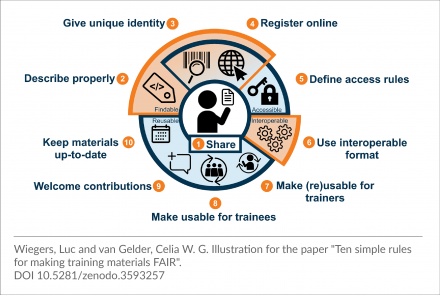 Give unique identity 3
4 Register online
Describe properly 2
</>
Findable
Accessible
5 Define access rules
Reusable
Interoperable
Keep materials 10
up-to-date
1 Share
6 Use interoperable
format
Welcome contributions 9
7 Make (re)usable for
trainers
8
Make usable for trainees
Wiegers, Luc and van Gelder, Celia W. G. Illustration for the paper "Ten simple rules
for making training materials FAIR".
DOI 10.5281/zenodo.3593257